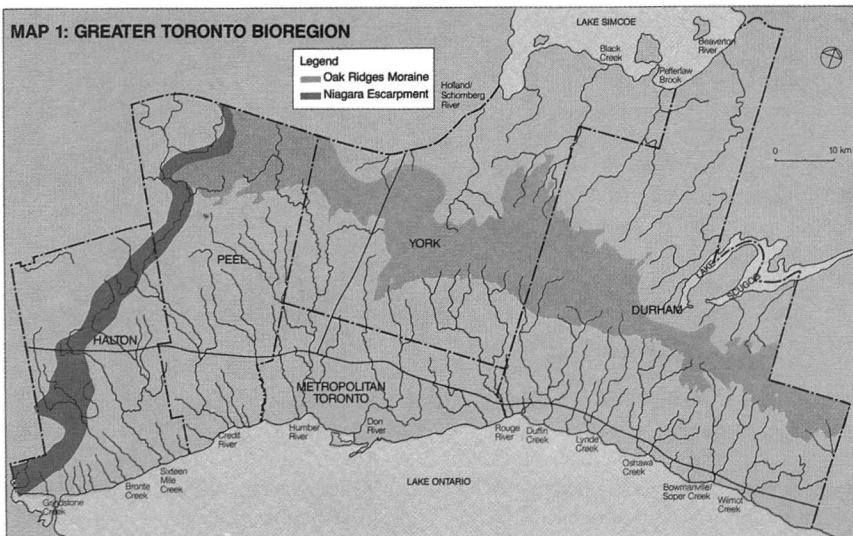 MAP 1: GREATER TORONTO BIOREGION
Legend
Oak Ridges Moraine
Niagara Escarpment
LAKE SIMCOE
Black
Creek
Beaverton
River
Pefferlaw
Brook
Holland/
Schomberg
River
0 10 km
YORK
PEEL
LAKE
SCUGOG
DURHAM
HALTON
METROPOLITAN
TORONTO
Credit
River
Humber
River
Don
River
Rouge
River
Duffin
Creek
Lynde
Creek
Oshawa
Creek
Bowmanville/
Soper Creek
Wilmot
Creek
Sixteen
Mile
Creek
Bronte
Creek
Grindstone
Creek
LAKE ONTARIO